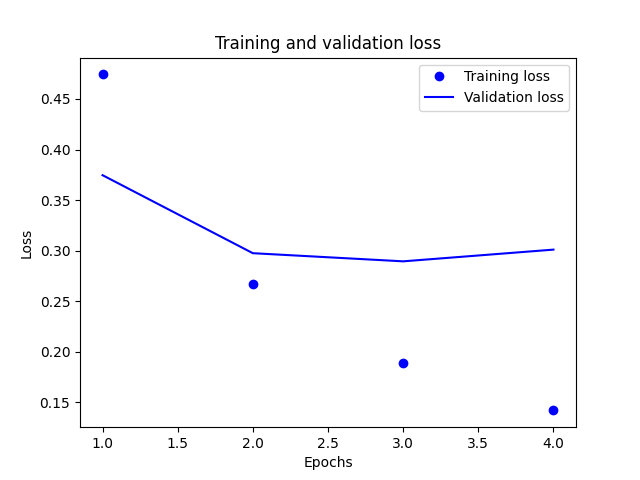 Training and validation loss
Training loss
Validation loss
0.45
0.40
0.35
0.30
0.25
0.20
0.15
Loss
1.0 1.5 2.0 2.5 3.0 3.5 4.0
Epochs